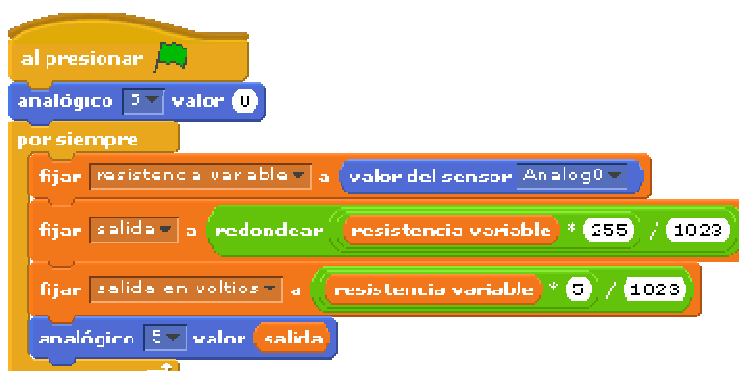 al presionar
analógico valor 0
por siempre
fijar resistencia variable a valor del sensor Analog0
fijar salida a redondear resistencia variable * 255 / 1023
fijar salida en voltios a resistencia variable * 5 / 1023
analógico 5 valor salida